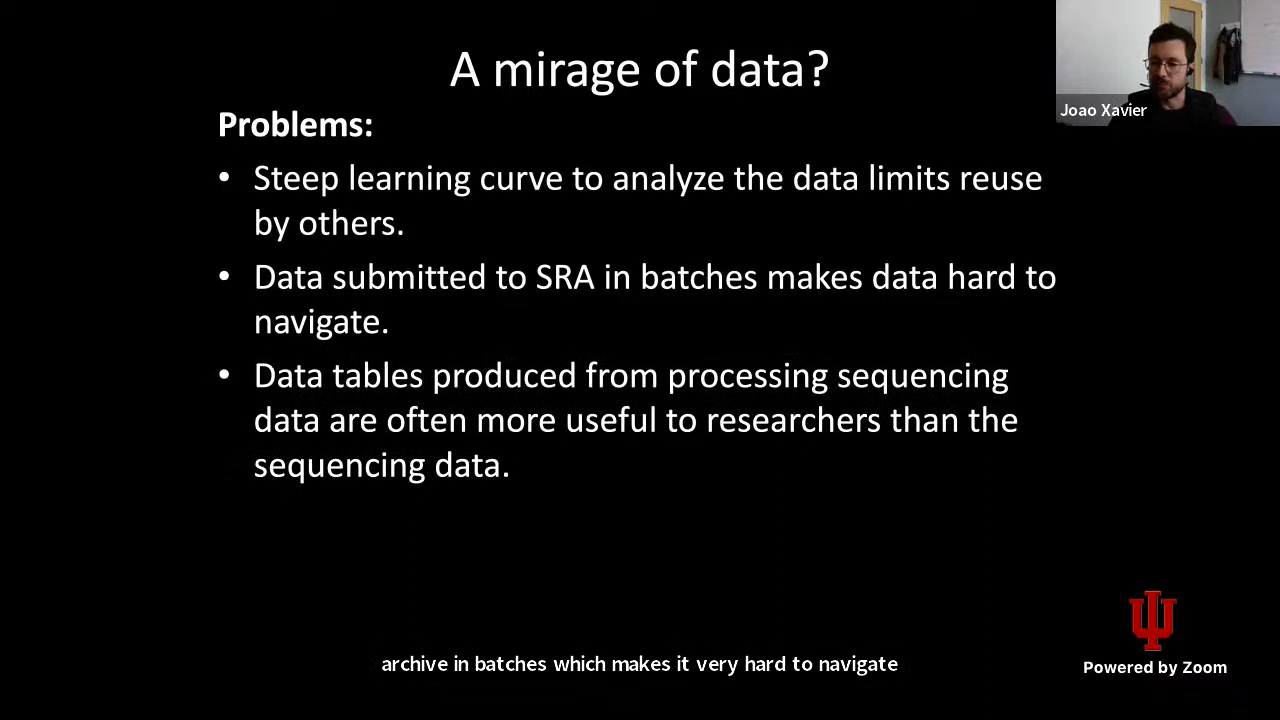 A mirage of data?
Joao Xavier
Problems:
• Steep learning curve to analyze the data limits reuse
by others.
• Data submitted to SRA in batches makes data hard to
navigate.
• Data tables produced from processing sequencing
data are often more useful to researchers than the
sequencing data.
archive in batches which makes it very hard to navigate
Powered by Zoom